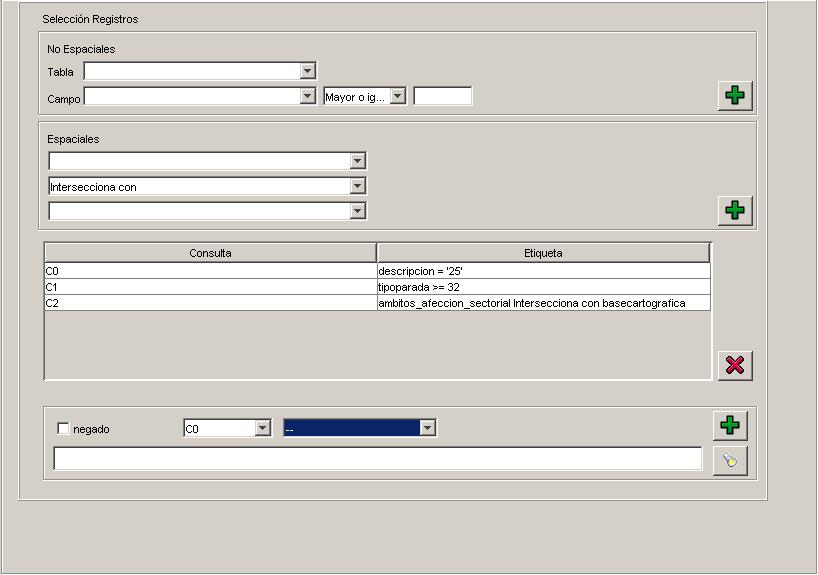 Selección Registros
No Espaciales
Tabla
Campo Mayor o ig...
Espaciales
Intersecciona con
Consulta Etiqueta
C0 descripcion = '25'
C1 tipoparada >= 32
C2 ambitos_afeccion_sectorial Intersecciona con basecartografica
negado C0 --